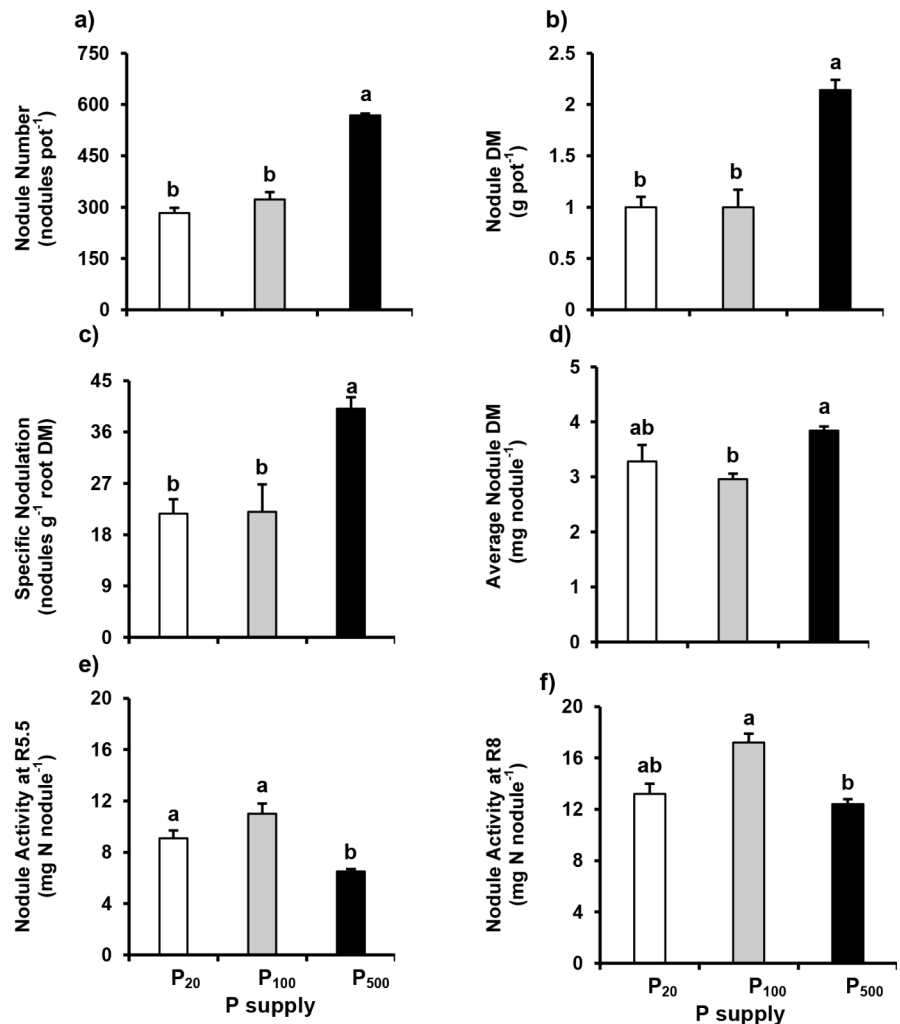 a)
Nodule Number
(nodules pot⁻¹)
750
600
450
300
150
0
b
b
a
b)
Nodule DM
(g pot⁻¹)
2.5
2
1.5
1
0.5
0
b
b
a
c)
Specific Nodulation
(nodules g⁻¹ root DM)
45
36
27
18
9
0
b
b
a
d)
Average Nodule DM
(mg nodule⁻¹)
5
4
3
2
1
0
ab
b
a
e)
Nodule Activity at R5.5
(mg N nodule⁻¹)
20
16
12
8
4
0
a
a
b
P₂₀ P₁₀₀ P₅₀₀
P supply
f)
Nodule Activity at R8
(mg N nodule⁻¹)
20
16
12
8
4
0
ab
a
b
P₂₀ P₁₀₀ P₅₀₀
P supply